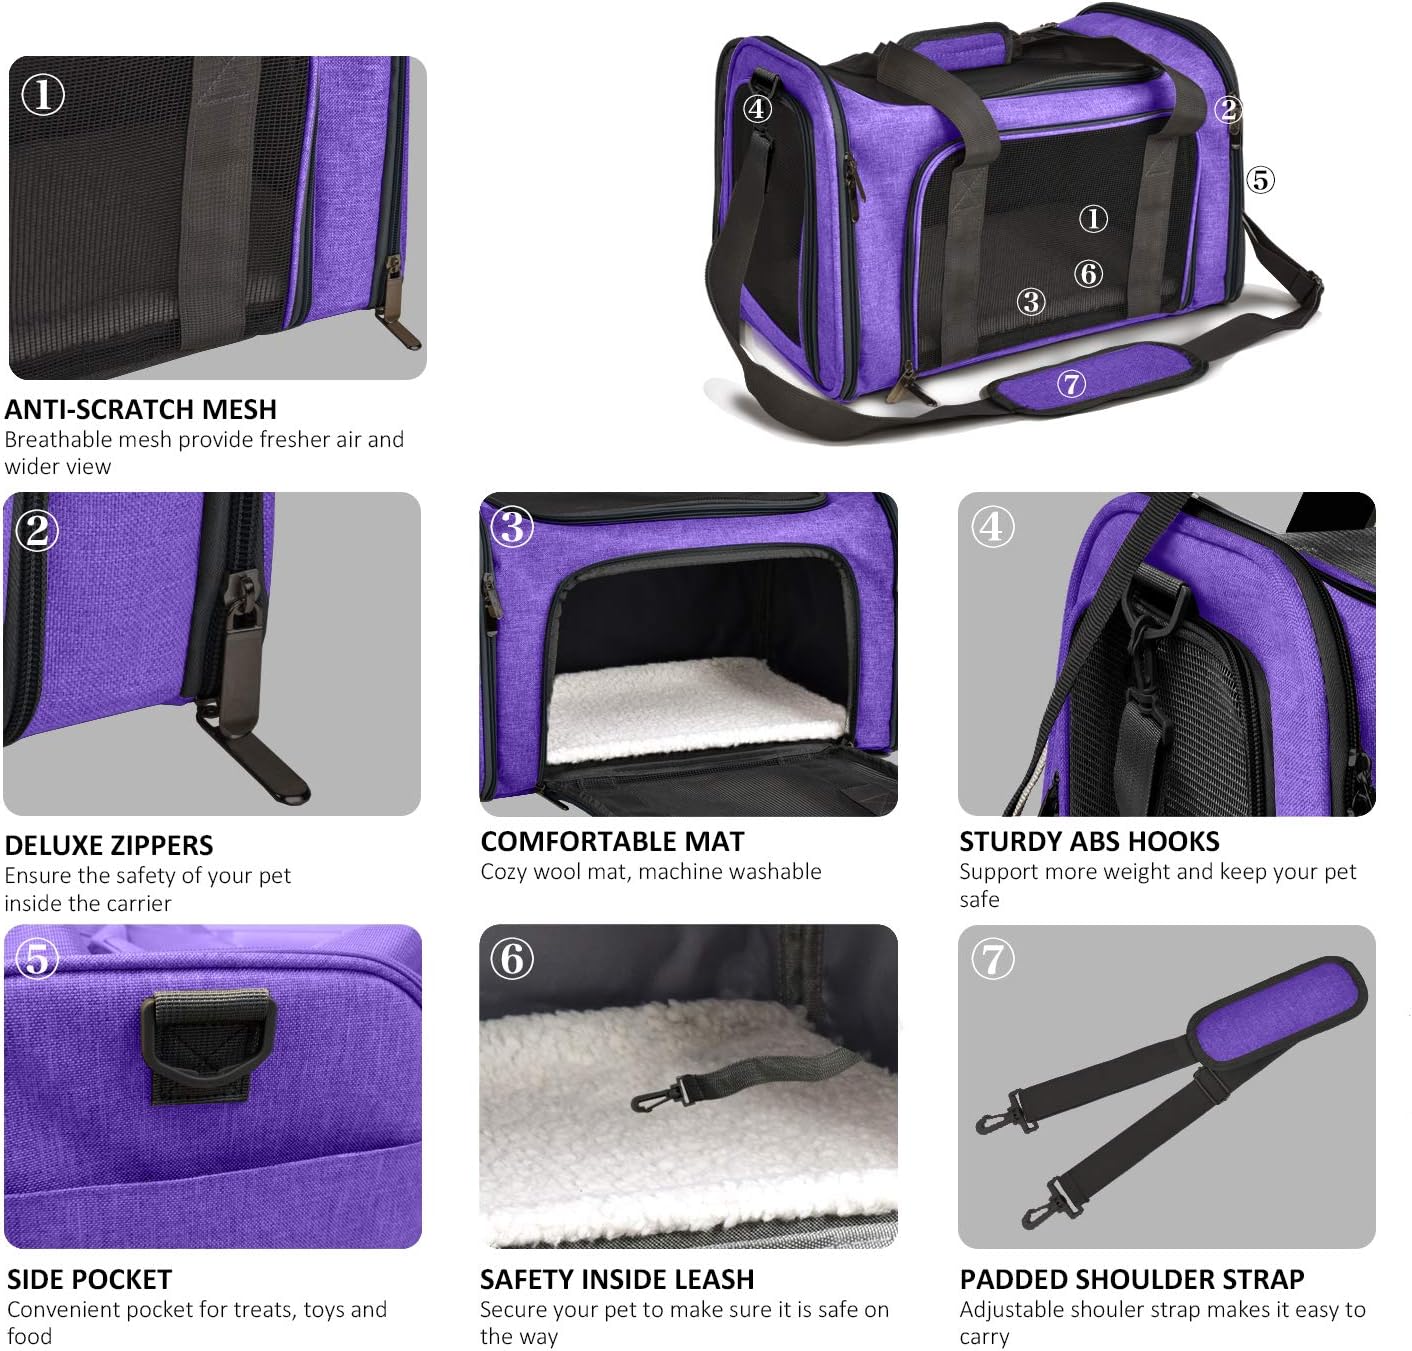 ①
④
②
⑤
①
⑥
③
⑦
ANTI-SCRATCH MESH
Breathable mesh provide fresher air and
wider view
②
③
④
DELUXE ZIPPERS
Ensure the safety of your pet
inside the carrier
COMFORTABLE MAT
Cozy wool mat, machine washable
STURDY ABS HOOKS
Support more weight and keep your pet
safe
⑤
⑥
⑦
SIDE POCKET
Convenient pocket for treats, toys and
food
SAFETY INSIDE LEASH
Secure your pet to make sure it is safe on
the way
PADDED SHOULDER STRAP
Adjustable shouler strap makes it easy to
carry